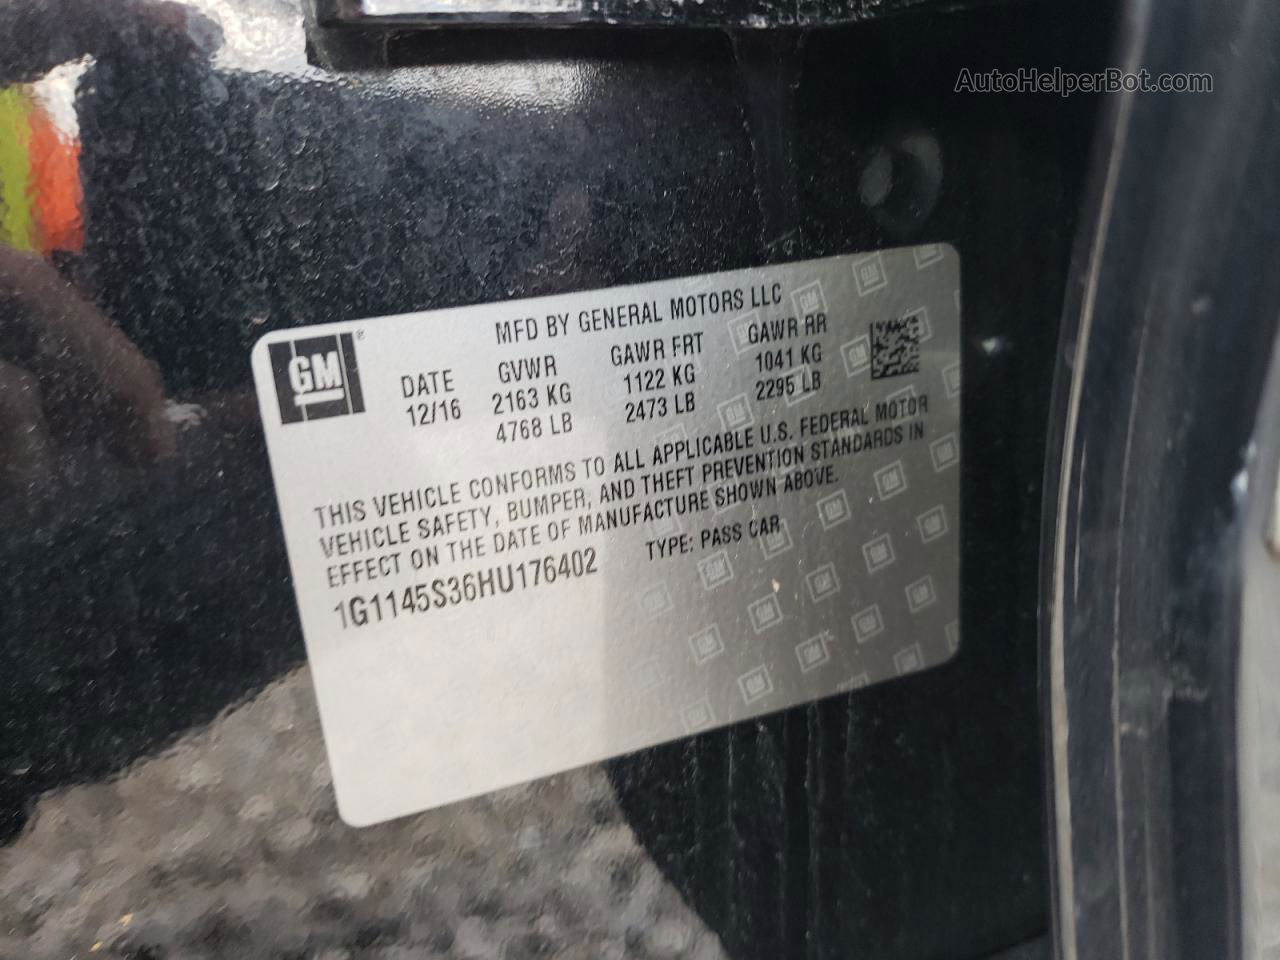 AutoHelperBot.com
MFD BY GENERAL MOTORS LLC
GM
DATE GVWR GAWR FRT GAWR RR
12/16 2163 KG 1122 KG 1041 KG
4768 LB 2473 LB 2295 LB
THIS VEHICLE CONFORMS TO ALL APPLICABLE U.S. FEDERAL MOTOR
VEHICLE SAFETY, BUMPER, AND THEFT PREVENTION STANDARDS IN
EFFECT ON THE DATE OF MANUFACTURE SHOWN ABOVE.
1G1145S36HU176402 TYPE: PASS CAR